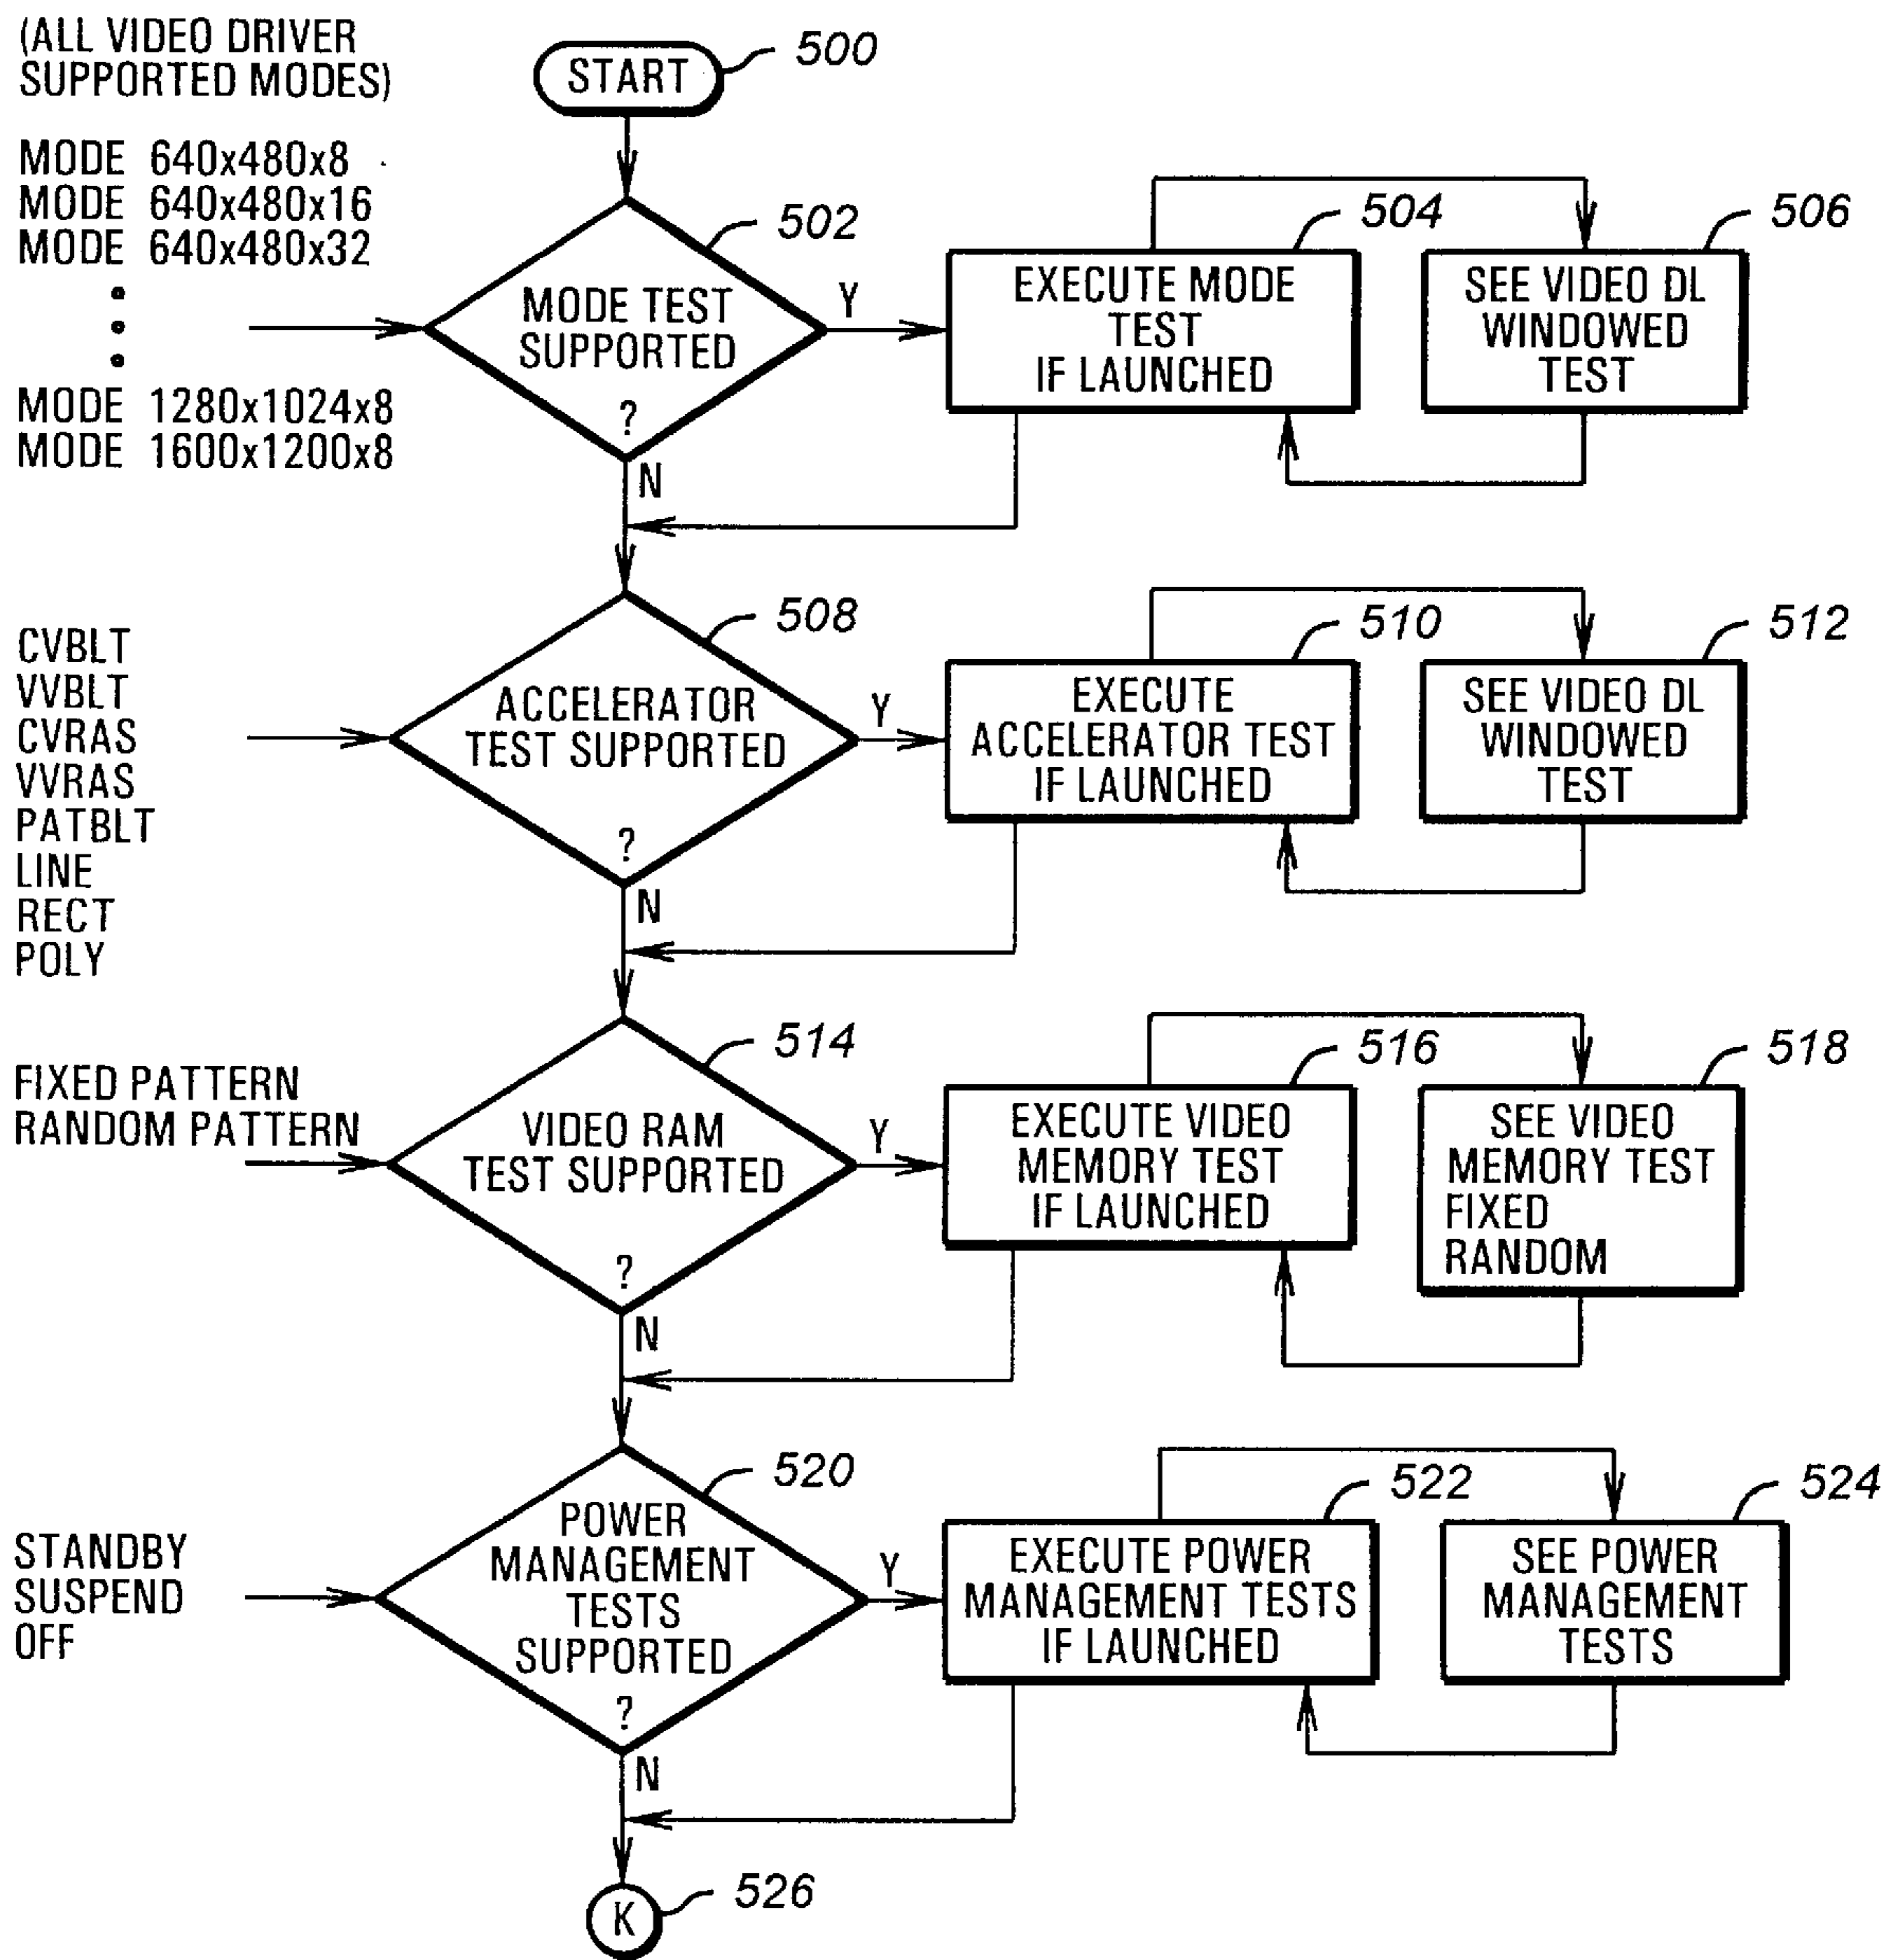 (ALL VIDEO DRIVER
SUPPORTED MODES)
START
500
MODE 640x480x8
MODE 640x480x16
MODE 640x480x32
MODE 1280x1024x8
MODE 1600x1200x8
502
MODE TEST
SUPPORTED
?
Y
N
504
EXECUTE MODE
TEST
IF LAUNCHED
506
SEE VIDEO DL
WINDOWED
TEST
CVBLT
VVBLT
CVRAS
VVRAS
PATBLT
LINE
RECT
POLY
508
ACCELERATOR
TEST SUPPORTED
?
Y
N
510
EXECUTE
ACCELERATOR TEST
IF LAUNCHED
512
SEE VIDEO DL
WINDOWED
TEST
FIXED PATTERN
RANDOM PATTERN
514
VIDEO RAM
TEST SUPPORTED
?
Y
N
516
EXECUTE VIDEO
MEMORY TEST
IF LAUNCHED
518
SEE VIDEO
MEMORY TEST
FIXED
RANDOM
STANDBY
SUSPEND
OFF
520
POWER
MANAGEMENT
TESTS
SUPPORTED
?
Y
N
522
EXECUTE POWER
MANAGEMENT TESTS
IF LAUNCHED
524
SEE POWER
MANAGEMENT
TESTS
K
526